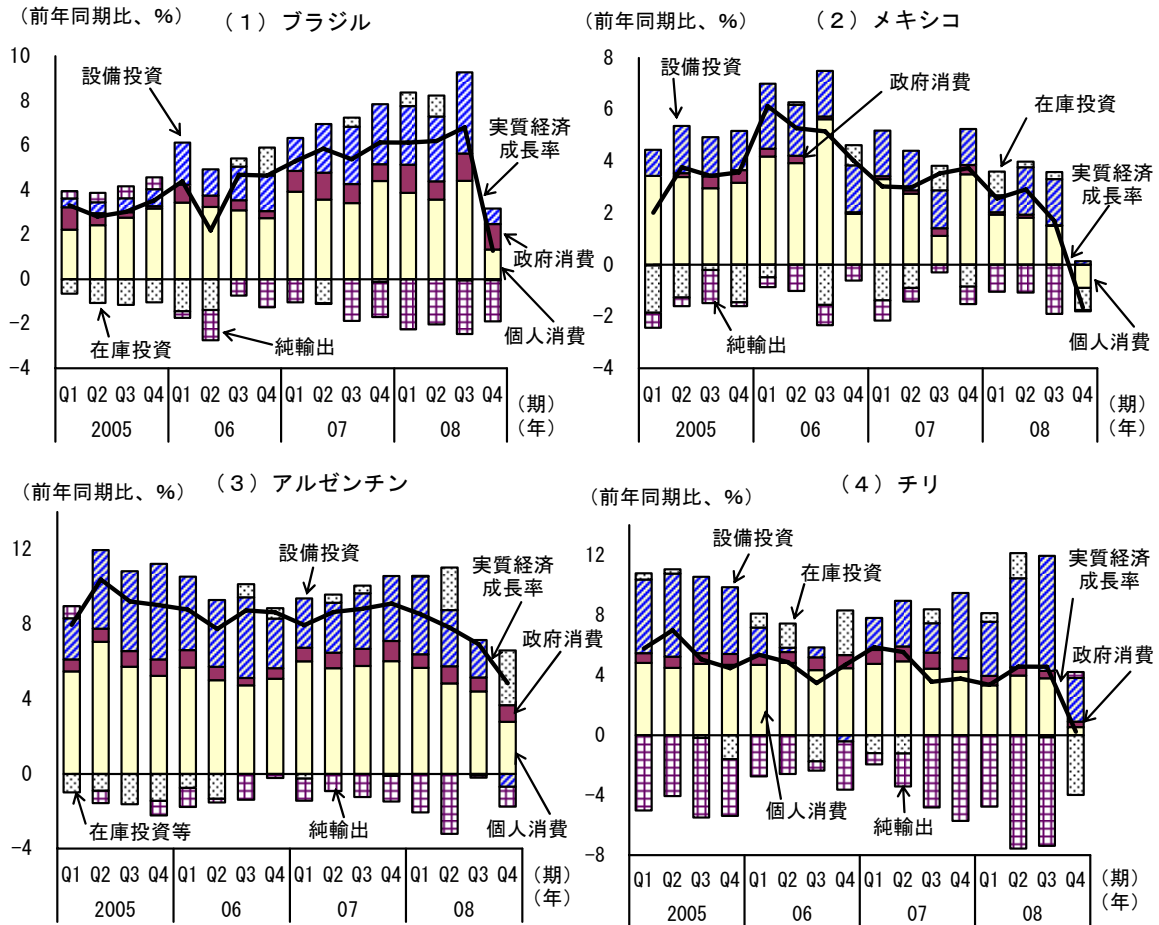 (前年同期比、%)
(1)ブラジル
10
8
6
4
2
0
−2
−4
設備投資
実質経済
成長率
政府消費
個人消費
在庫投資
純輸出
Q1 Q2 Q3 Q4 Q1 Q2 Q3 Q4 Q1 Q2 Q3 Q4 Q1 Q2 Q3 Q4 (期)
2005 06 07 08 (年)
(前年同期比、%)
(2)メキシコ
8
6
4
2
0
−2
−4
設備投資
政府消費
在庫投資
実質経済
成長率
純輸出
個人消費
Q1 Q2 Q3 Q4 Q1 Q2 Q3 Q4 Q1 Q2 Q3 Q4 Q1 Q2 Q3 Q4 (期)
2005 06 07 08 (年)
(前年同期比、%)
(3)アルゼンチン
12
8
4
0
−4
設備投資
実質経済
成長率
政府消費
在庫投資等
純輸出
個人消費
Q1 Q2 Q3 Q4 Q1 Q2 Q3 Q4 Q1 Q2 Q3 Q4 Q1 Q2 Q3 Q4 (期)
2005 06 07 08 (年)
(前年同期比、%)
(4)チリ
12
8
4
0
−4
−8
設備投資
在庫投資
実質経済
成長率
政府消費
個人消費
純輸出
Q1 Q2 Q3 Q4 Q1 Q2 Q3 Q4 Q1 Q2 Q3 Q4 Q1 Q2 Q3 Q4 (期)
2005 06 07 08 (年)